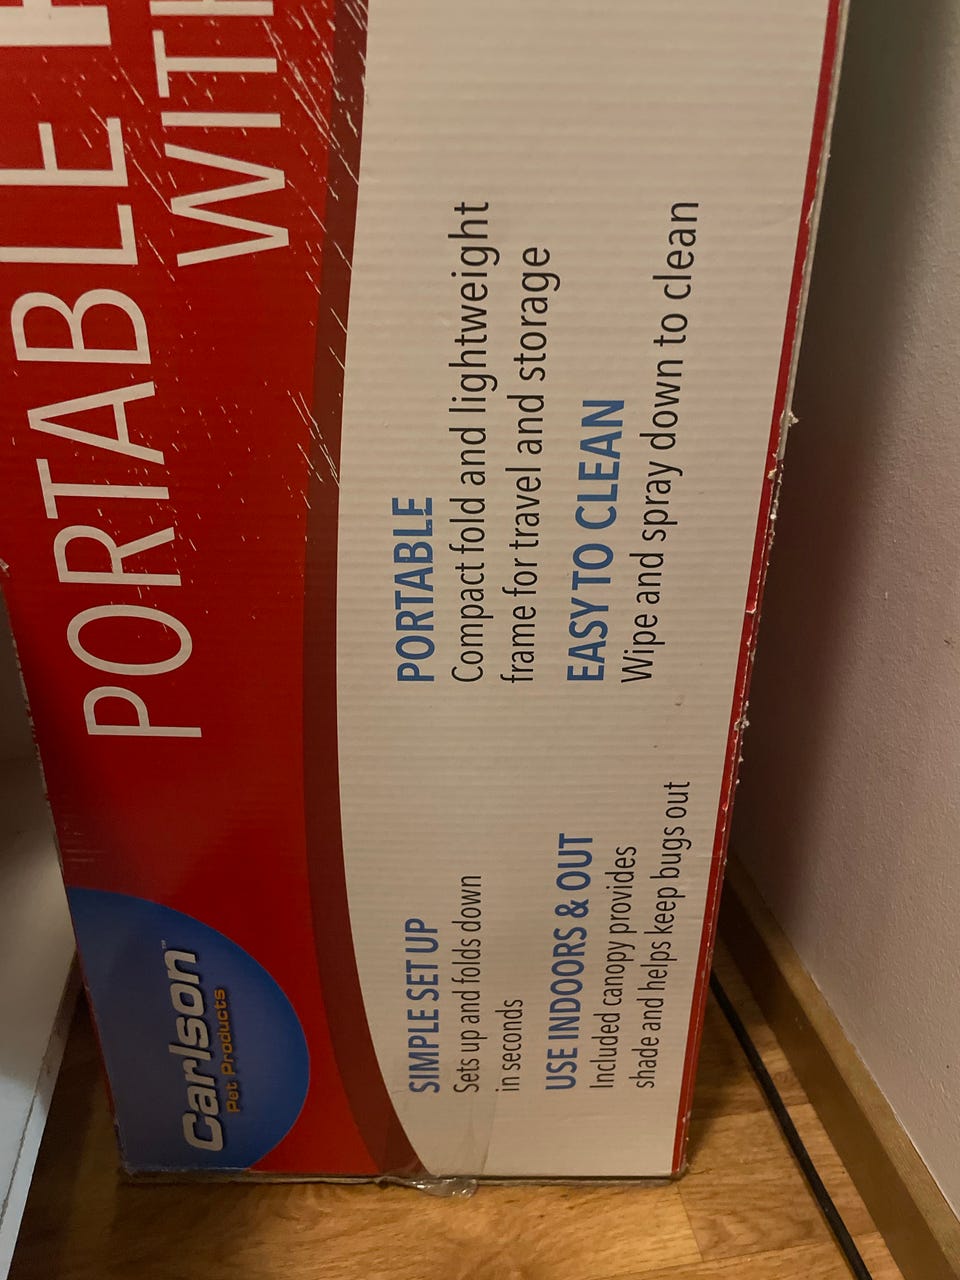 Carlson™
Pet Products
PORTABLE
WITH
SIMPLE SET UP
Sets up and folds down
in seconds
USE INDOORS & OUT
Included canopy provides
shade and helps keep bugs out
PORTABLE
Compact fold and lightweight
frame for travel and storage
EASY TO CLEAN
Wipe and spray down to clean